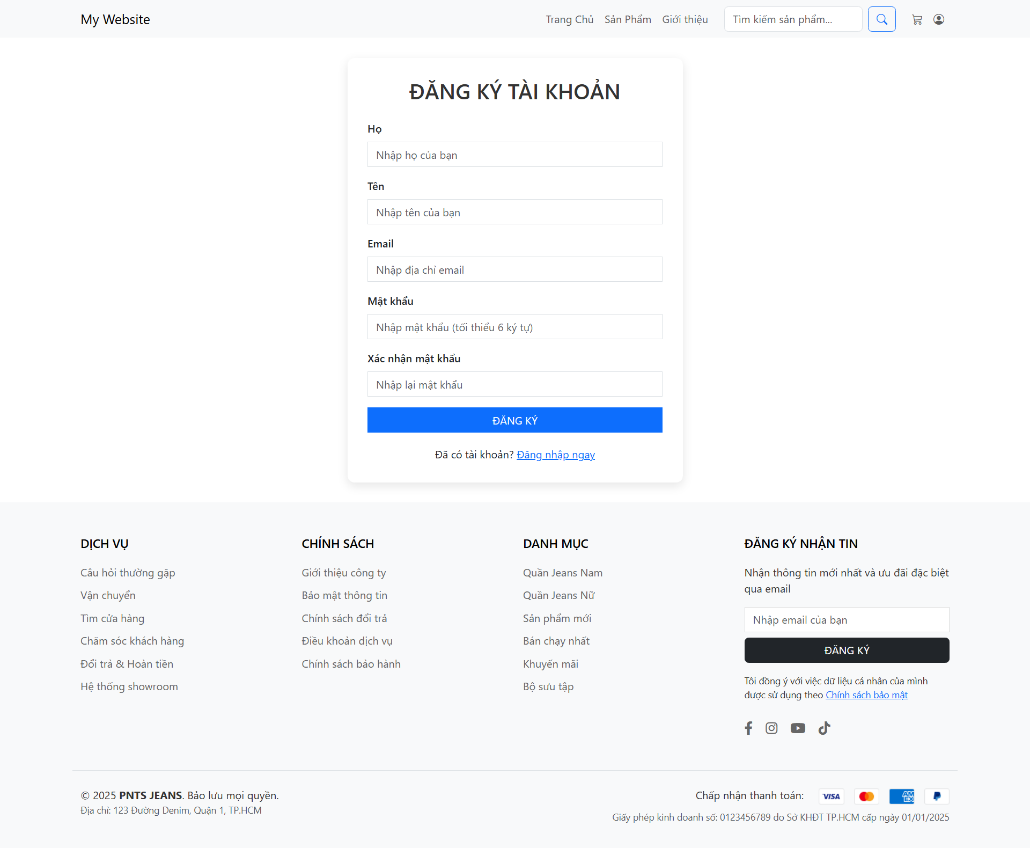 My Website
Trang Chủ
Sản Phẩm
Giới thiệu
Tìm kiếm sản phẩm...
ĐĂNG KÝ TÀI KHOẢN
Họ
Nhập họ của bạn
Tên
Nhập tên của bạn
Email
Nhập địa chỉ email
Mật khẩu
Nhập mật khẩu (tối thiểu 6 ký tự)
Xác nhận mật khẩu
Nhập lại mật khẩu
ĐĂNG KÝ
Đã có tài khoản? Đăng nhập ngay
DỊCH VỤ
Câu hỏi thường gặp
Vận chuyển
Tìm cửa hàng
Chăm sóc khách hàng
Đổi trả & Hoàn tiền
Hệ thống showroom
CHÍNH SÁCH
Giới thiệu công ty
Bảo mật thông tin
Chính sách đổi trả
Điều khoản dịch vụ
Chính sách bảo hành
DANH MỤC
Quần Jeans Nam
Quần Jeans Nữ
Sản phẩm mới
Bán chạy nhất
Khuyến mãi
Bộ sưu tập
ĐĂNG KÝ NHẬN TIN
Nhận thông tin mới nhất và ưu đãi đặc biệt
qua email
Nhập email của bạn
ĐĂNG KÝ
Tôi đồng ý với việc dữ liệu cá nhân của mình
được sử dụng theo Chính sách bảo mật
© 2025 PNTS JEANS. Bảo lưu mọi quyền.
Địa chỉ: 123 Đường Denim, Quận 1, TP.HCM
Chấp nhận thanh toán:
VISA
Giấy phép kinh doanh số: 0123456789 do Sở KHĐT TP.HCM cấp ngày 01/01/2025